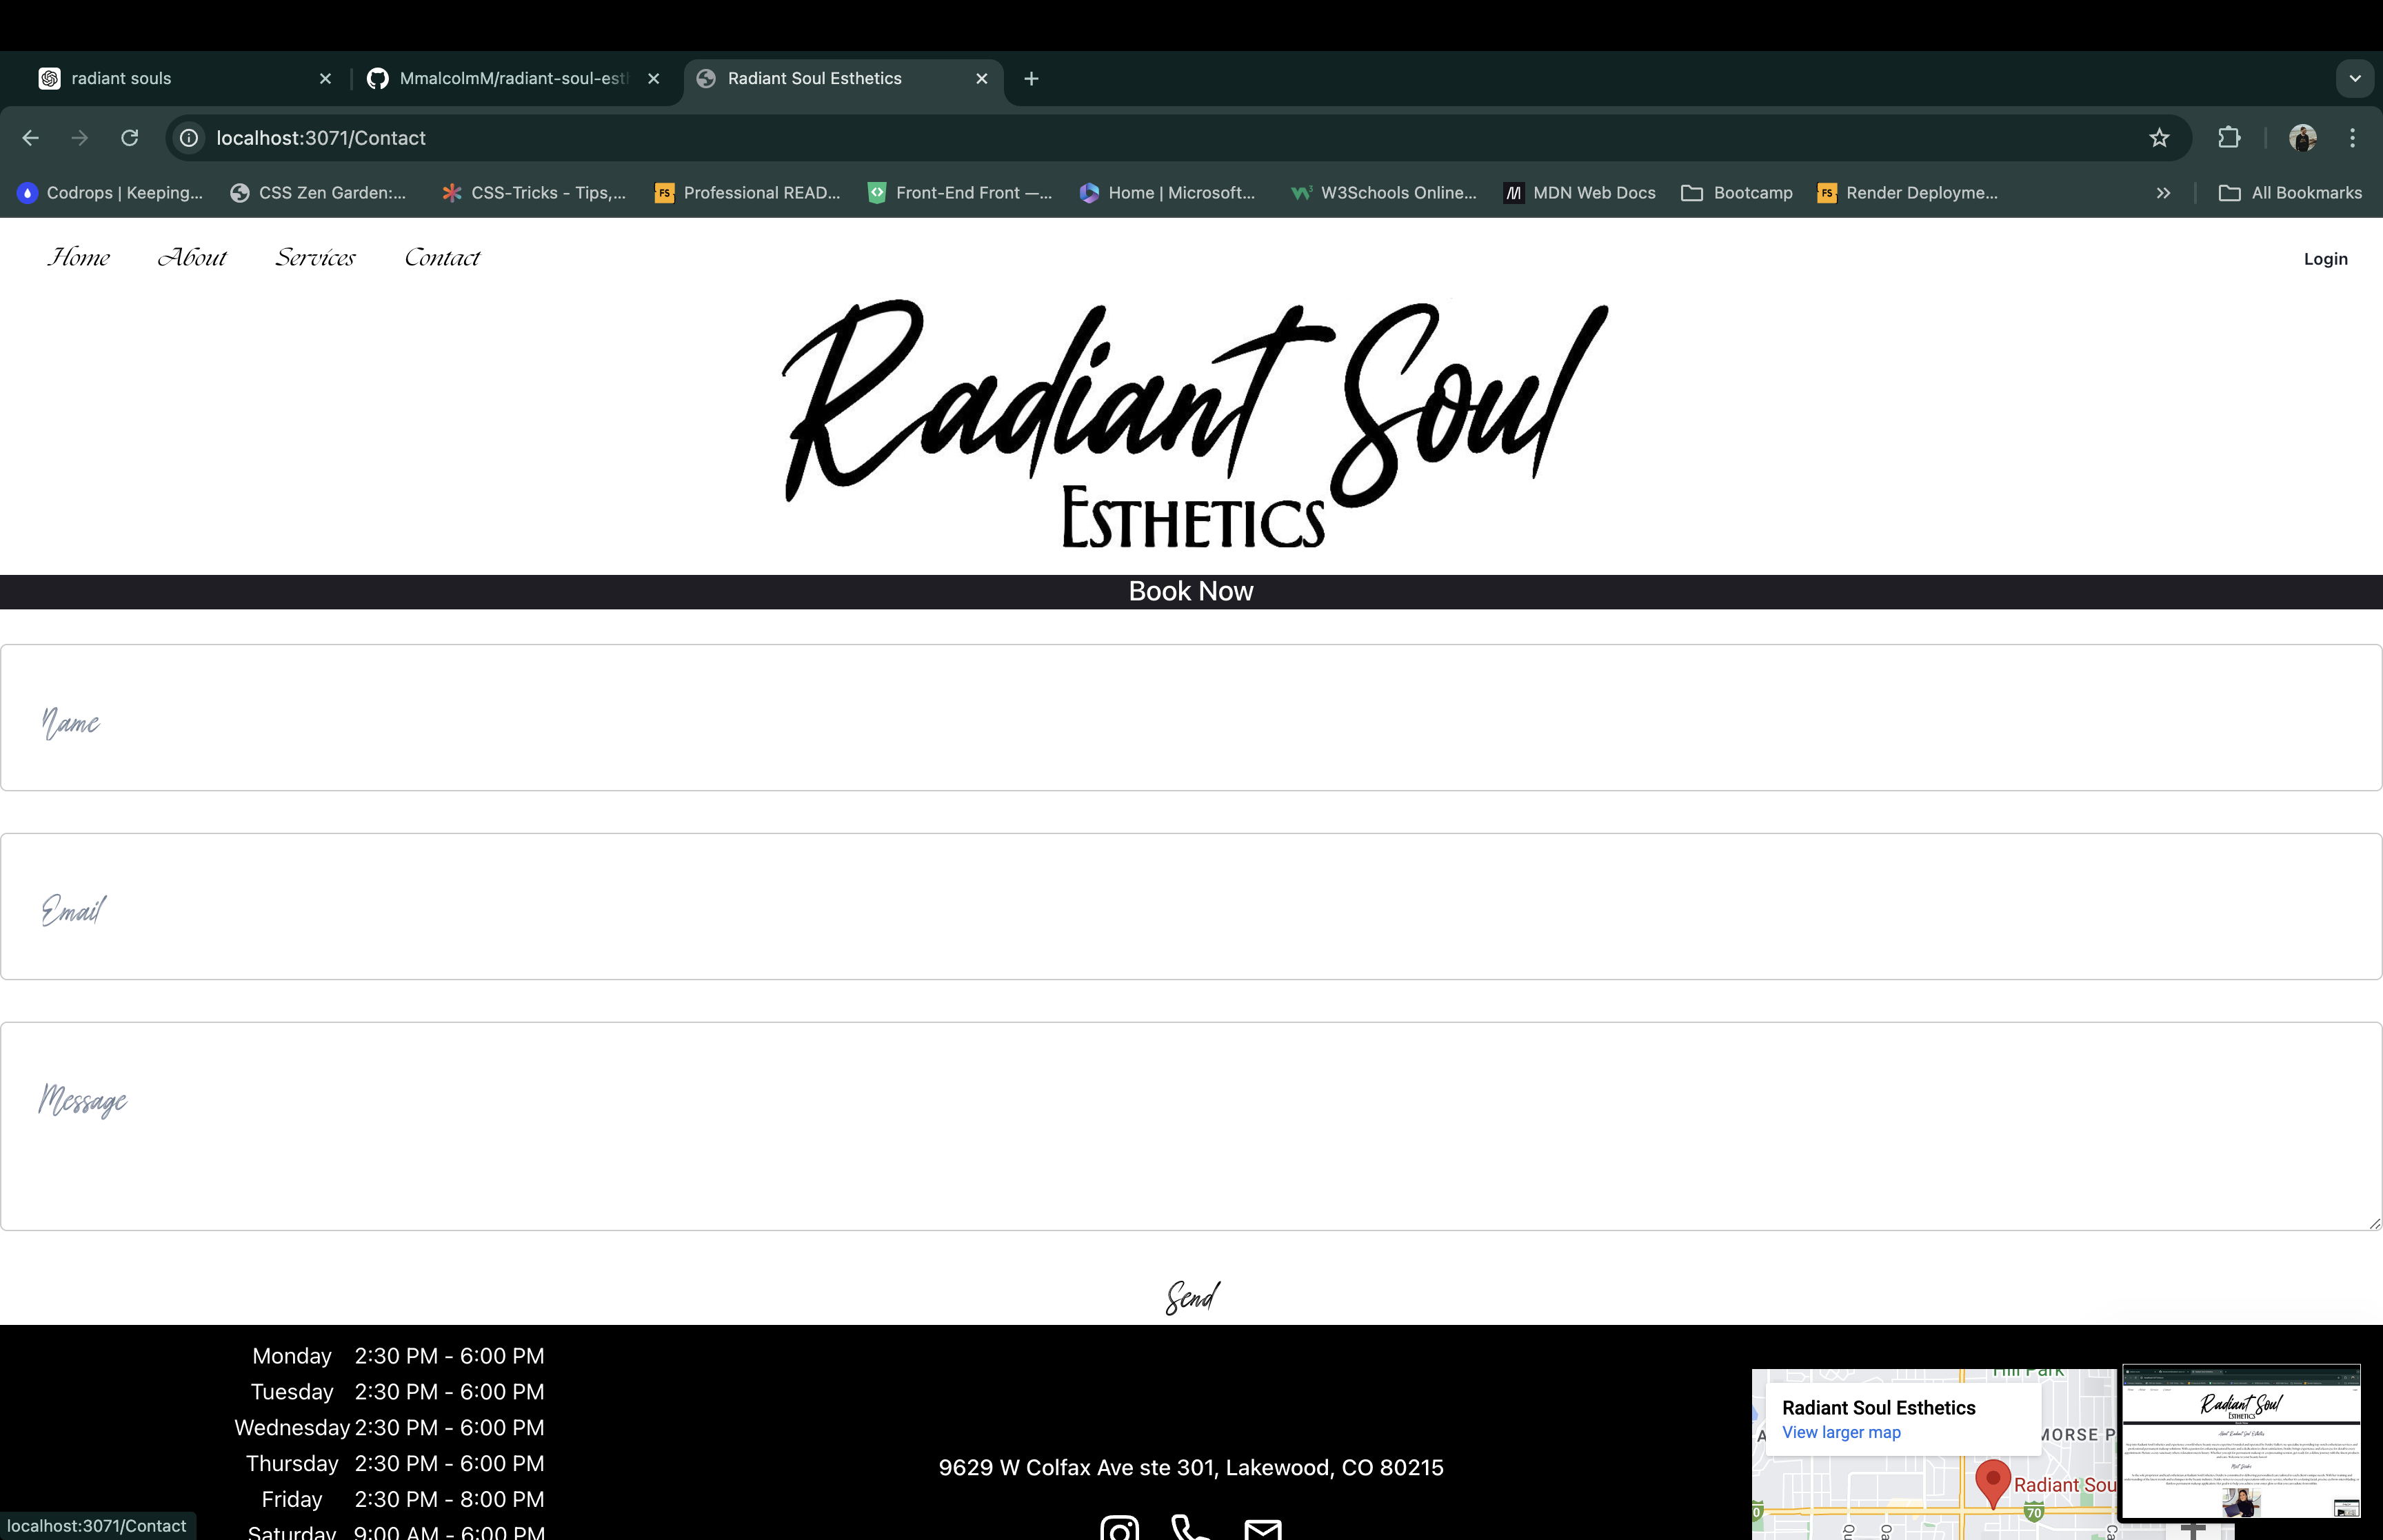 radiant souls
MmalcolmM/radiant-soul-est
Radiant Soul Esthetics
localhost:3071/Contact
Codrops | Keeping...
CSS Zen Garden:...
CSS-Tricks - Tips,...
Professional READ...
Front-End Front —...
Home | Microsoft...
W3Schools Online...
MDN Web Docs
Bootcamp
Render Deployme...
All Bookmarks
Home
About
Services
Contact
Login
Radiant Soul
ESTHETICS
Book Now
Name
Email
Message
Send
Monday 2:30 PM - 6:00 PM
Tuesday 2:30 PM - 6:00 PM
Wednesday 2:30 PM - 6:00 PM
Thursday 2:30 PM - 6:00 PM
Friday 2:30 PM - 8:00 PM
Saturday 9:00 AM - 6:00 PM
9629 W Colfax Ave ste 301, Lakewood, CO 80215
Radiant Soul Esthetics
View larger map
MORSE P
Radiant Sou
70
Radiant Soul
ESTHETICS
localhost:3071/Contact